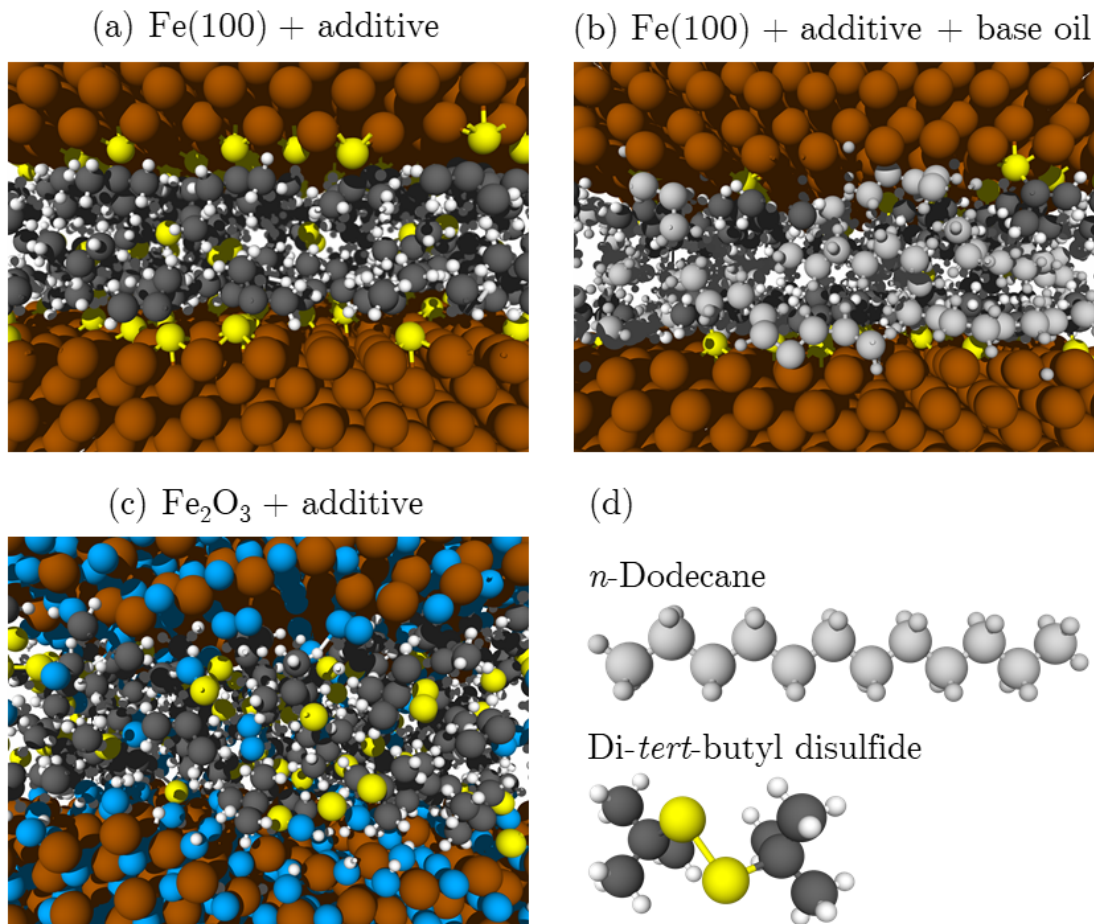 (a) Fe(100) + additive
(b) Fe(100) + additive + base oil
(c) Fe₂O₃ + additive
(d)
n-Dodecane
Di-tert-butyl disulfide